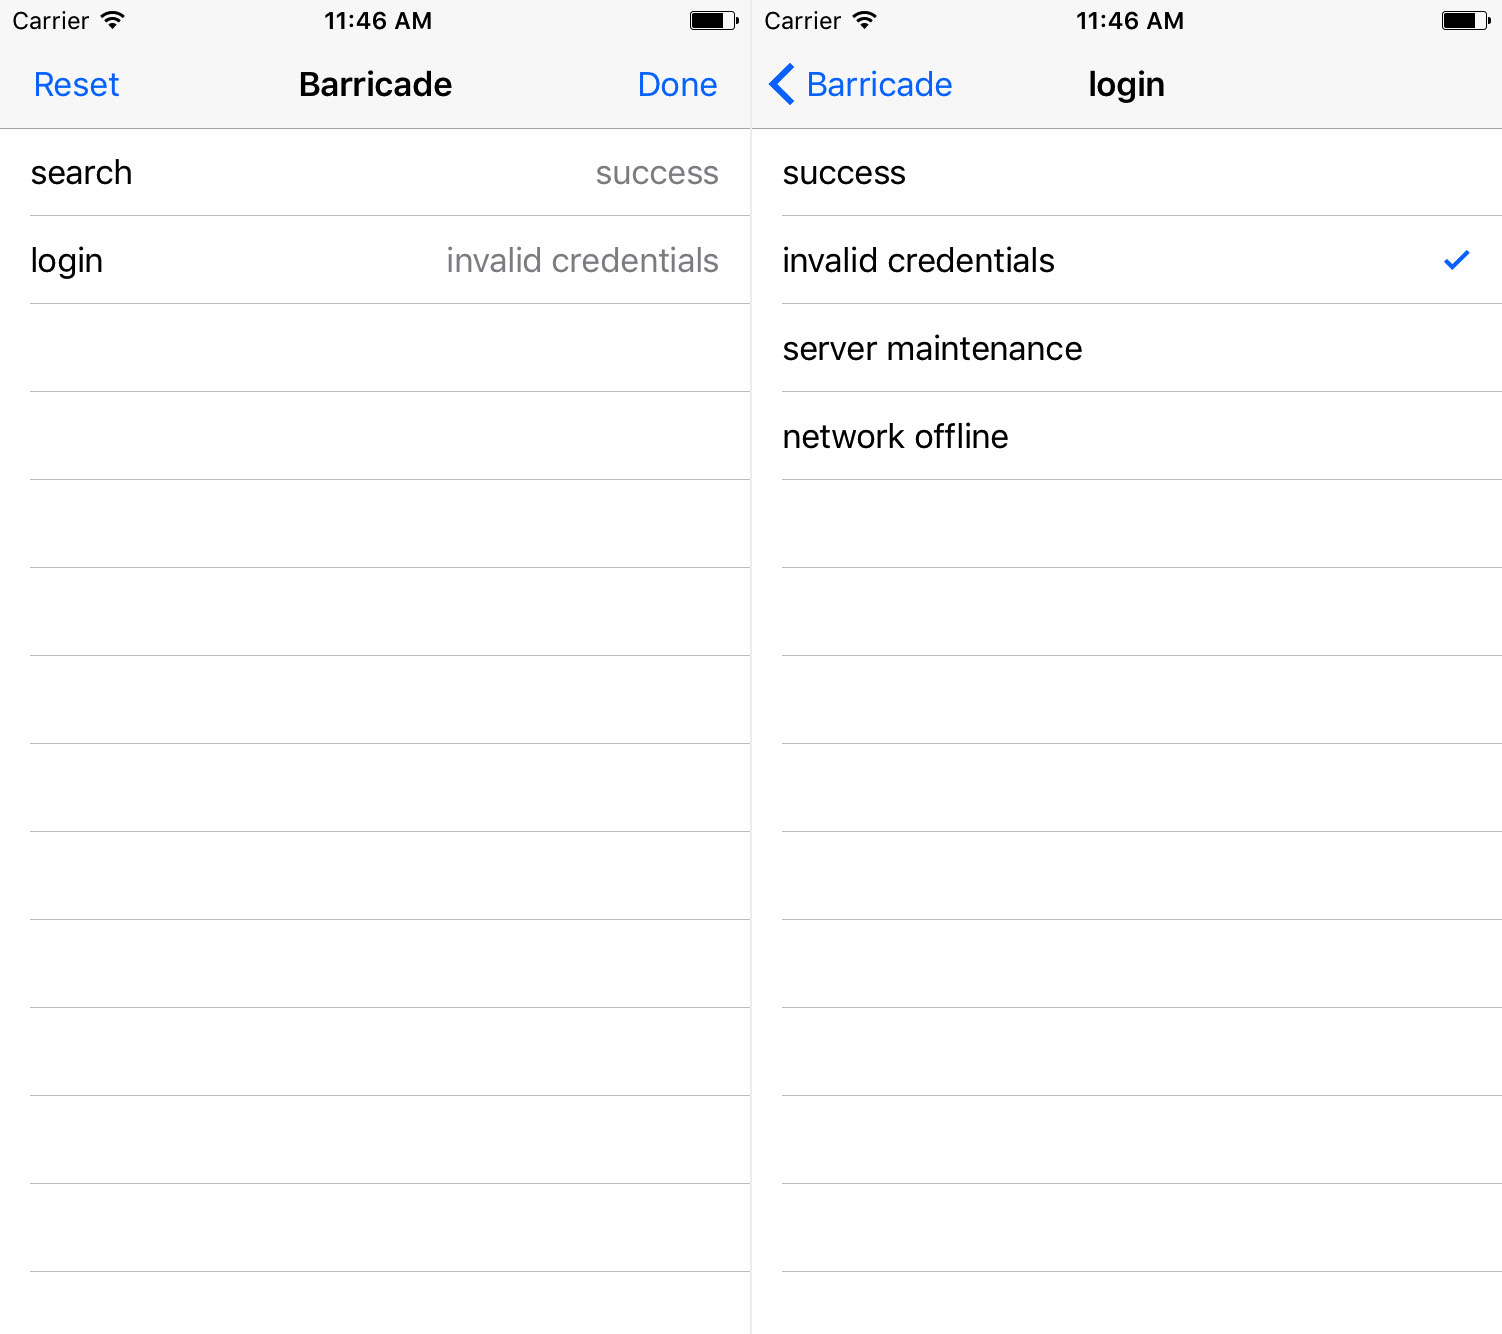 Carrier 11:46 AM
Reset Barricade Done
search success
login invalid credentials
Carrier 11:46 AM
Barricade login
success
invalid credentials
server maintenance
network offline